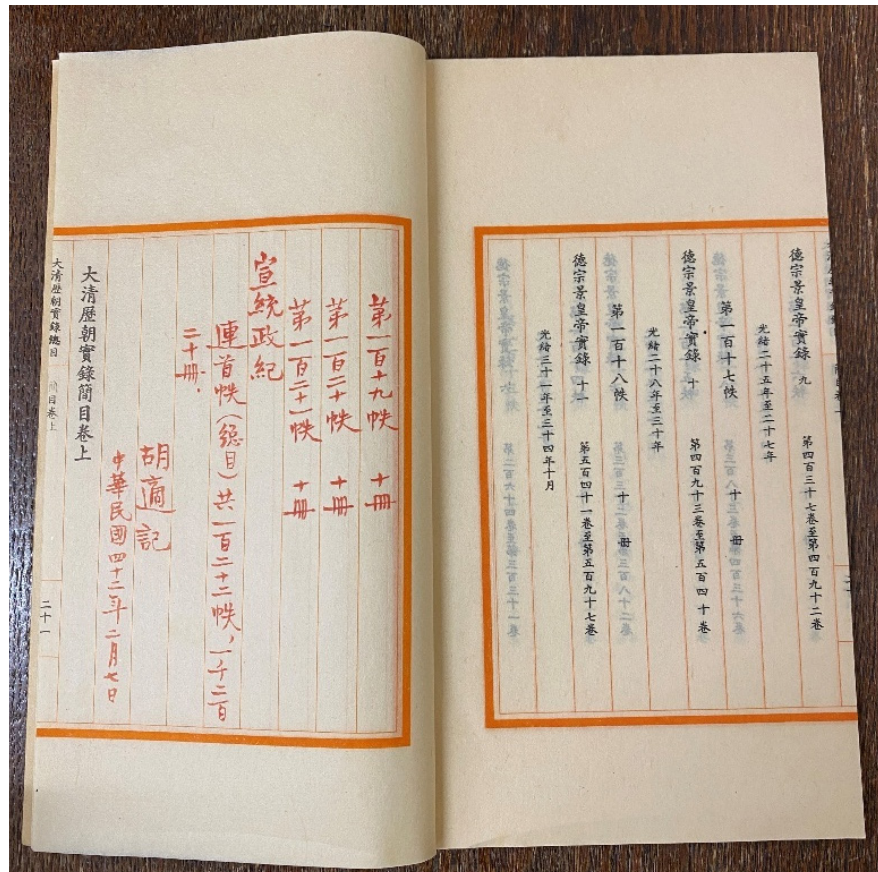 德宗景皇帝實錄 九 第四百三十七卷至第四百九十二卷
光緒二十五年至二十七年
第一百十七帙 十冊
德宗景皇帝實錄 十 第四百九十三卷至第五百四十卷
光緒二十八年至三十年
第一百十八帙 十冊
德宗景皇帝實錄 十一 第五百四十一卷至第五百九十七卷
光緒三十一年至三十四年十月
第一百十九帙 十冊
第一百二十帙 十冊
第一百二十一帙 十冊
宣統政紀
連首帙(總目)共一百二十二帙,一千二百
二十冊.
胡適記
中華民國四十二年二月七日
大清歷朝實錄簡目卷上
大清歷朝實錄總目 簡目卷上 二十一